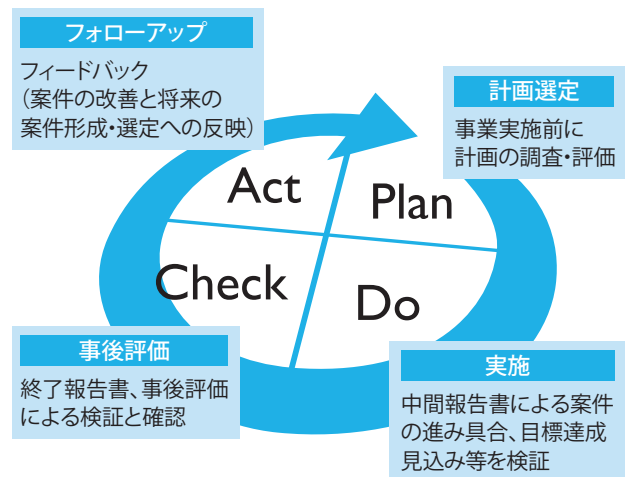 フォローアップ
フィードバック
（案件の改善と将来の
案件形成・選定への反映）
計画選定
事業実施前に
計画の調査・評価
Act
Plan
Check
Do
事後評価
終了報告書、事後評価
による検証と確認
実施
中間報告書による案件
の進み具合、目標達成
見込み等を検証